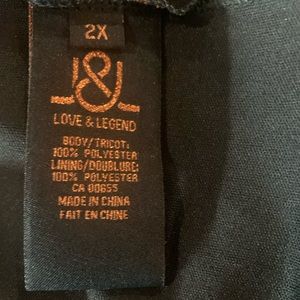 2X
&
LOVE & LEGEND
BODY/TRICOT:
100% POLYESTER
LINING/DOUBLURE:
100% POLYESTER
CA 00655
MADE IN CHINA
FAIT EN CHINE